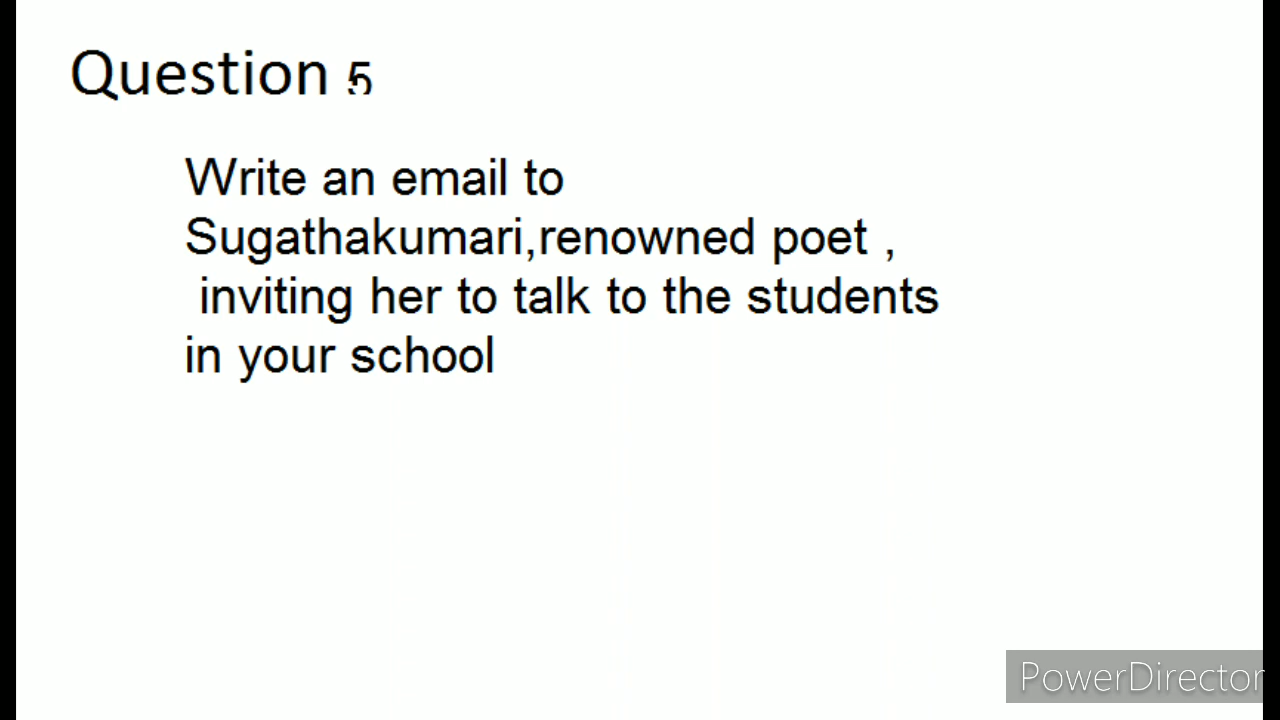 Question 5
Write an email to
Sugathakumari,renowned poet ,
inviting her to talk to the students
in your school
PowerDirector